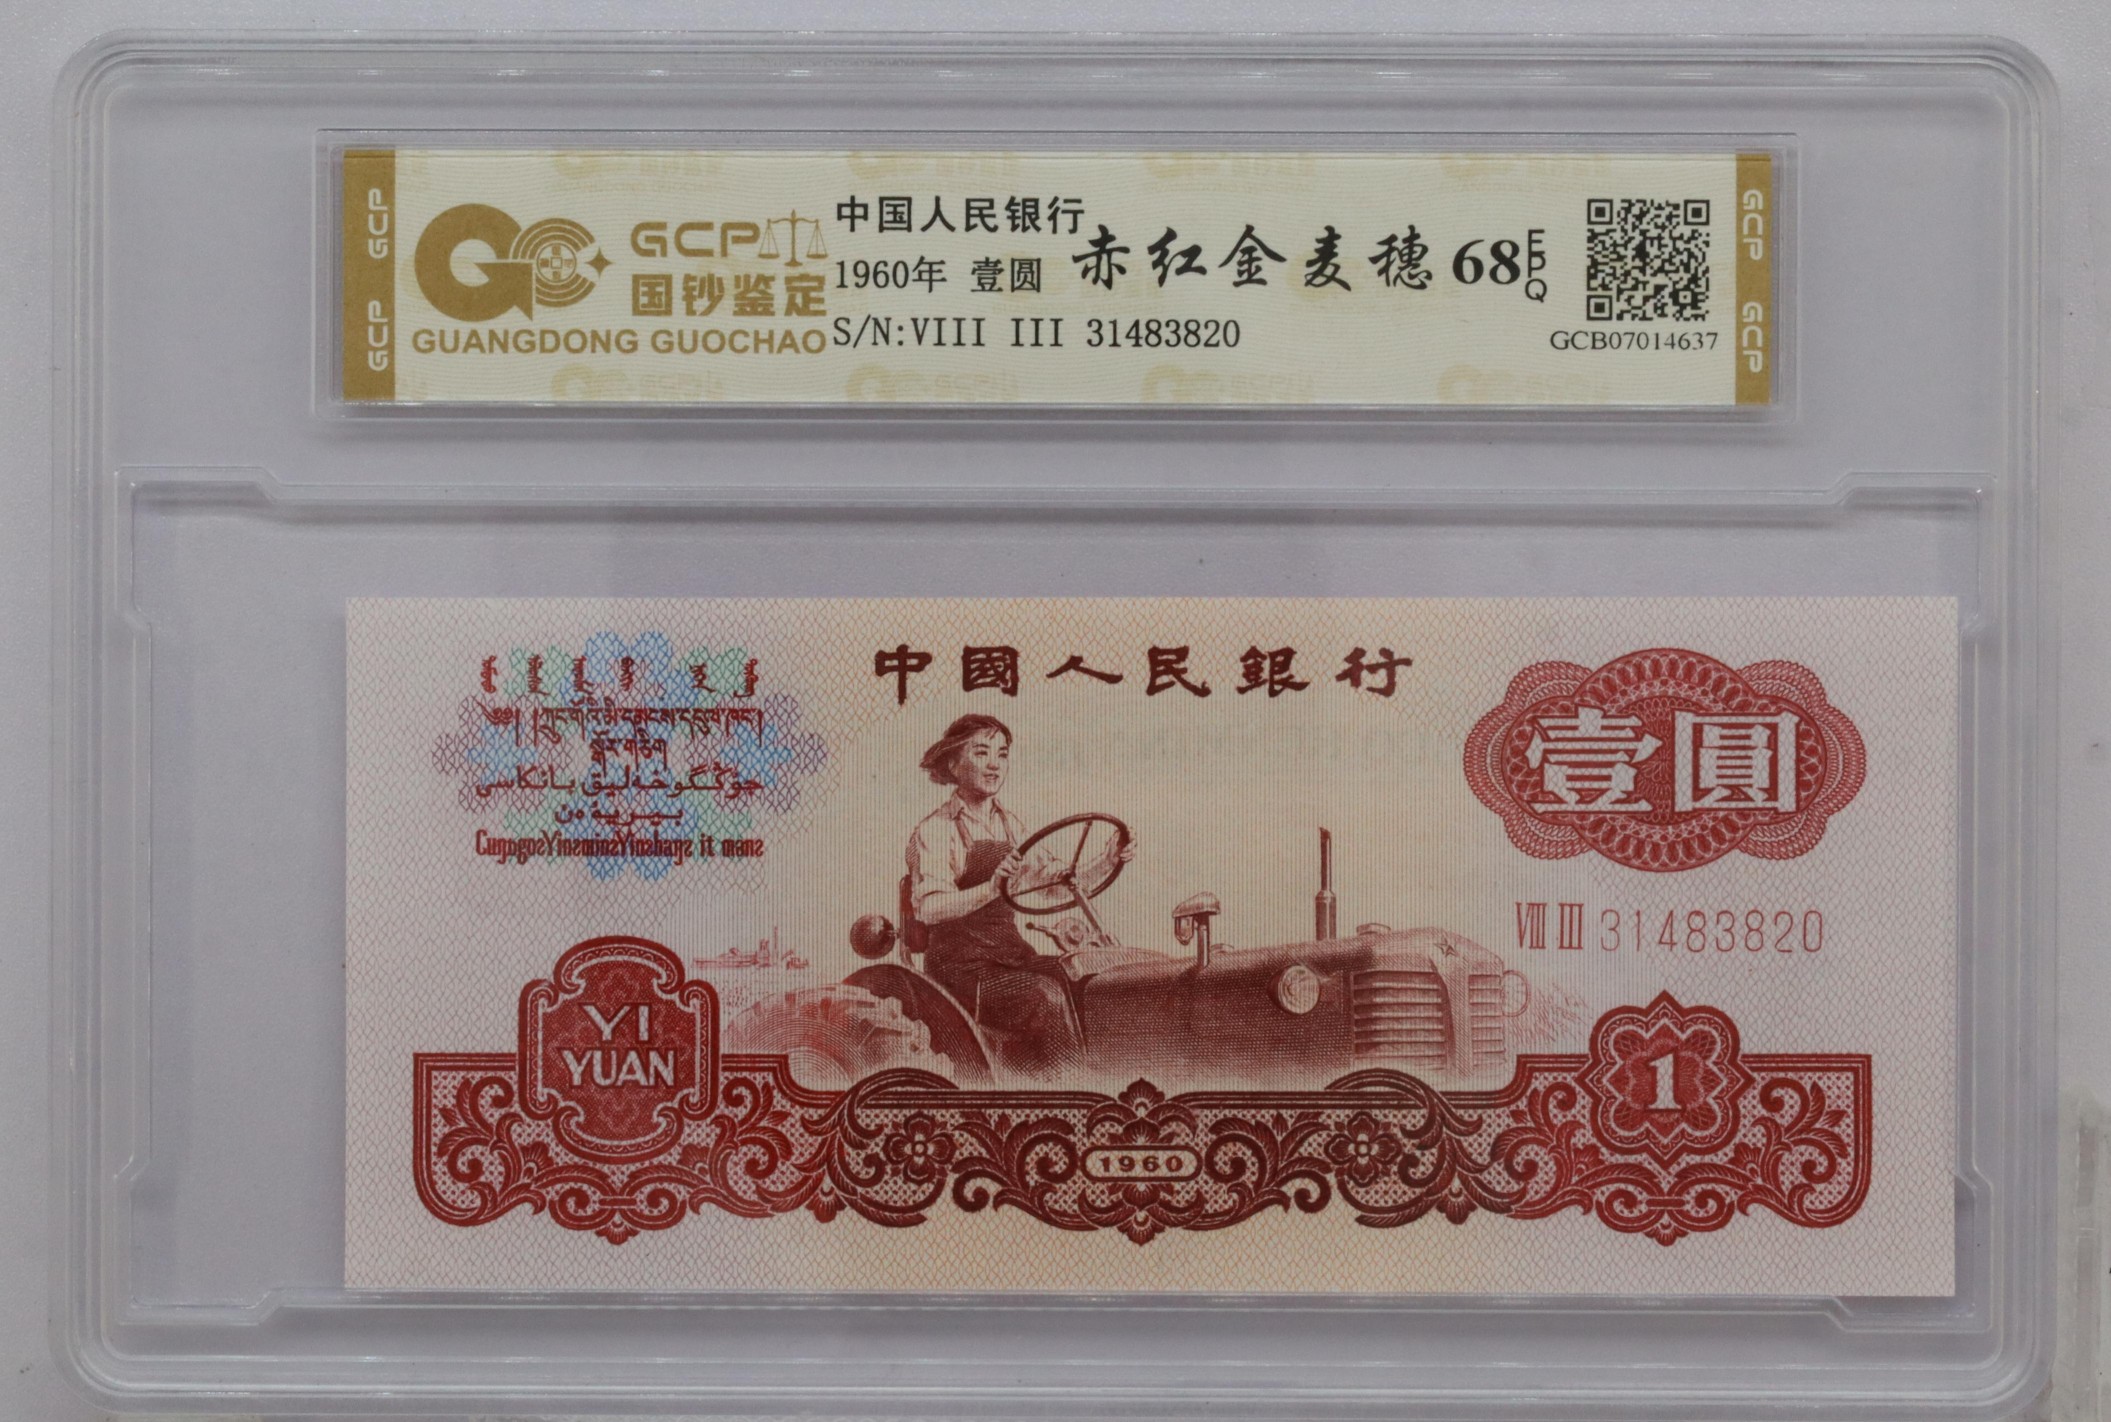 GCP GCP
GCP
国钞鉴定
GUANGDONG GUOCHAO
中国人民银行
1960年 壹圆
赤红金麦穗 68 EPQ
S/N:VIII III 31483820
GCB07014637
GCP GCP
中國人民銀行
壹圓
VIII III 31483820
YI
YUAN
1960
1